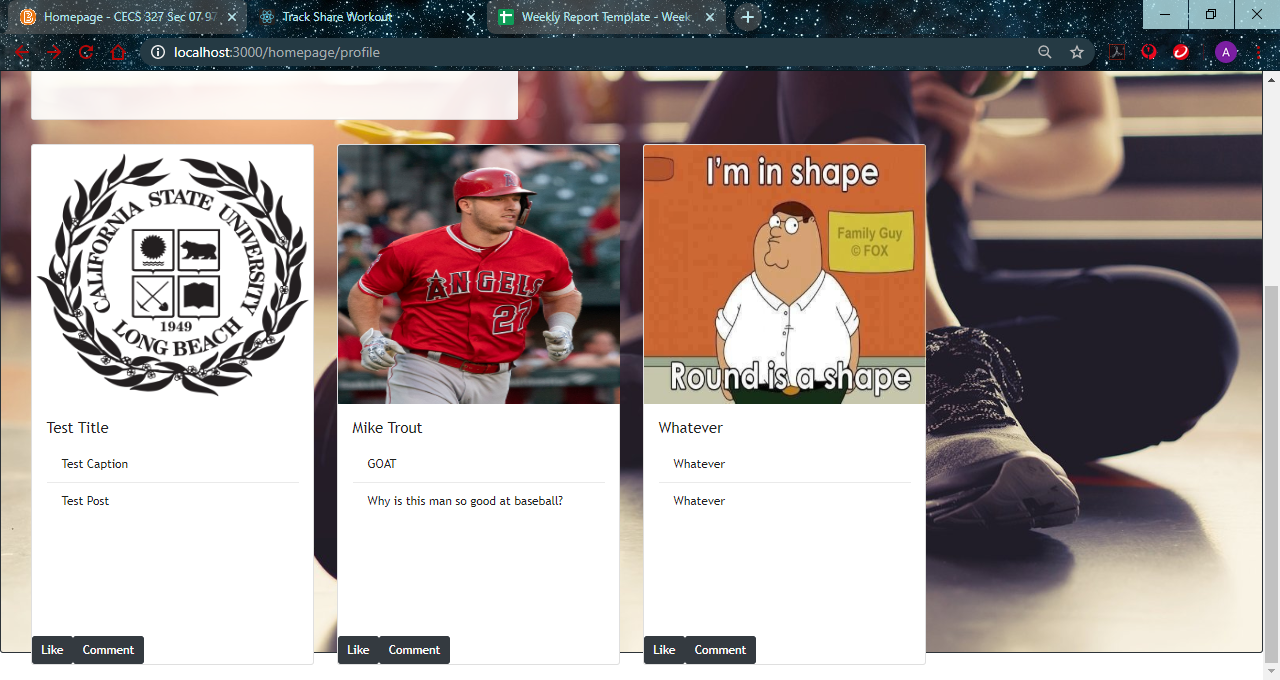 Homepage - CECS 327 Sec 07 97
Track Share Workout
Weekly Report Template - Week
localhost:3000/homepage/profile
A
CALIFORNIA STATE UNIVERSITY
LONG BEACH
1949
ANGELS
27
I'm in shape
Family Guy
© FOX
Round is a shape
Test Title
Test Caption
Test Post
Mike Trout
GOAT
Why is this man so good at baseball?
Whatever
Whatever
Whatever
Like Comment
Like Comment
Like Comment